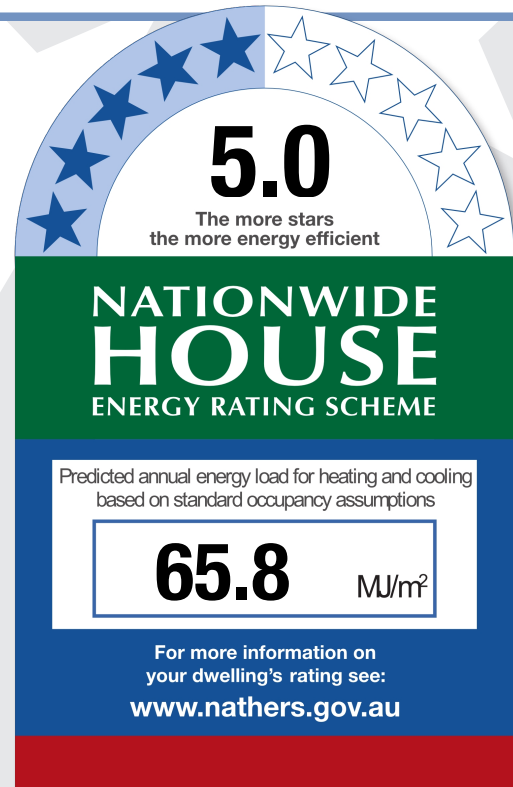 5.0
The more stars
the more energy efficient
NATIONWIDE
HOUSE
ENERGY RATING SCHEME
Predicted annual energy load for heating and cooling
based on standard occupancy assumptions
65.8 MJ/m²
For more information on
your dwelling's rating see:
www.nathers.gov.au